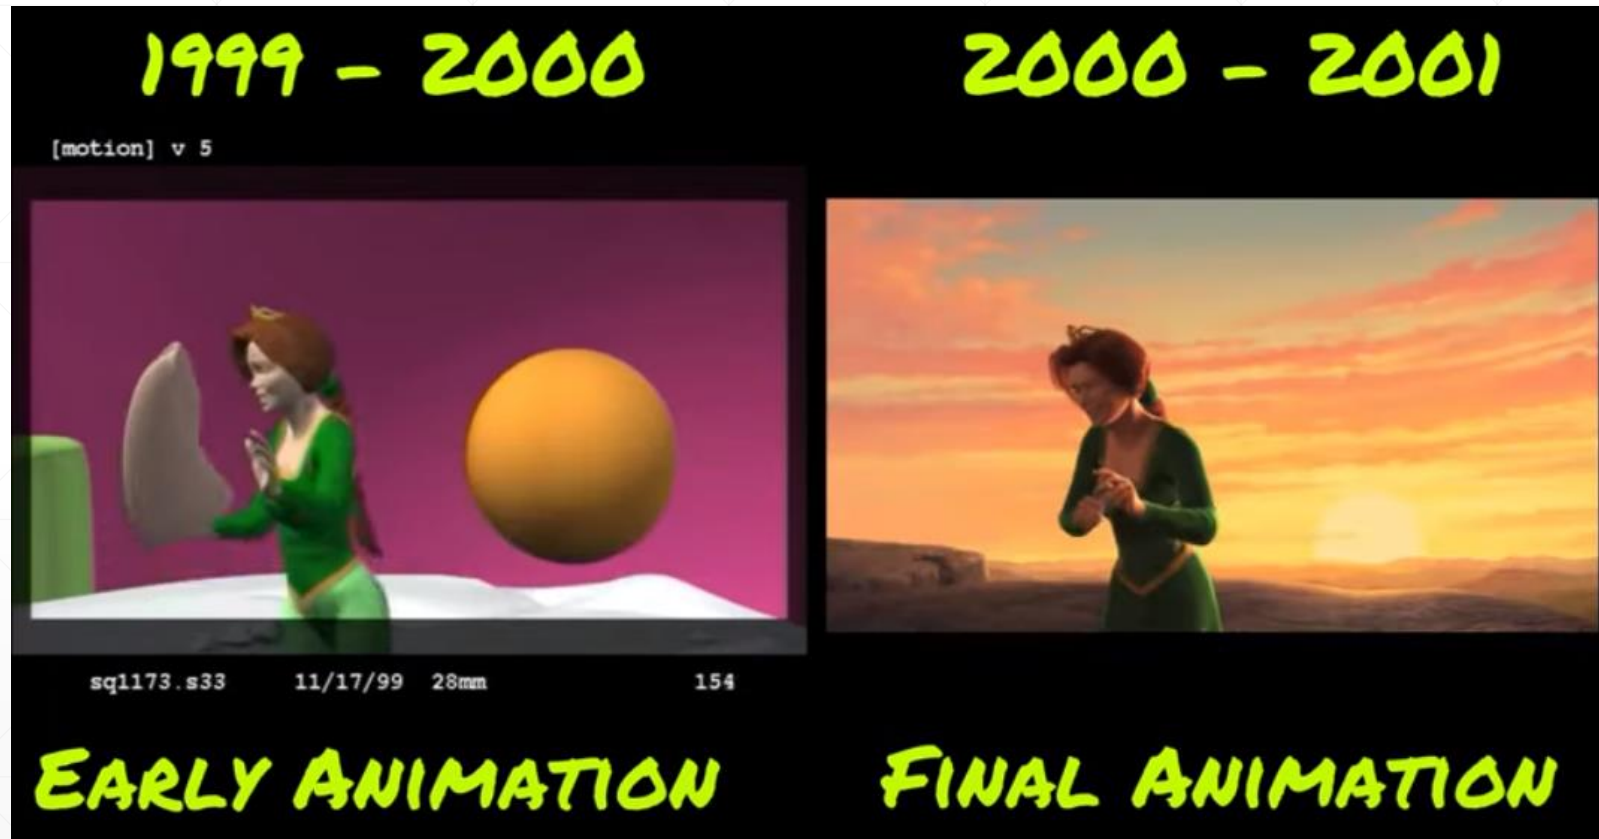 1999 - 2000
2000 - 2001
[motion] v 5
sq1173.s33 11/17/99 28mm 154
Early Animation
Final Animation